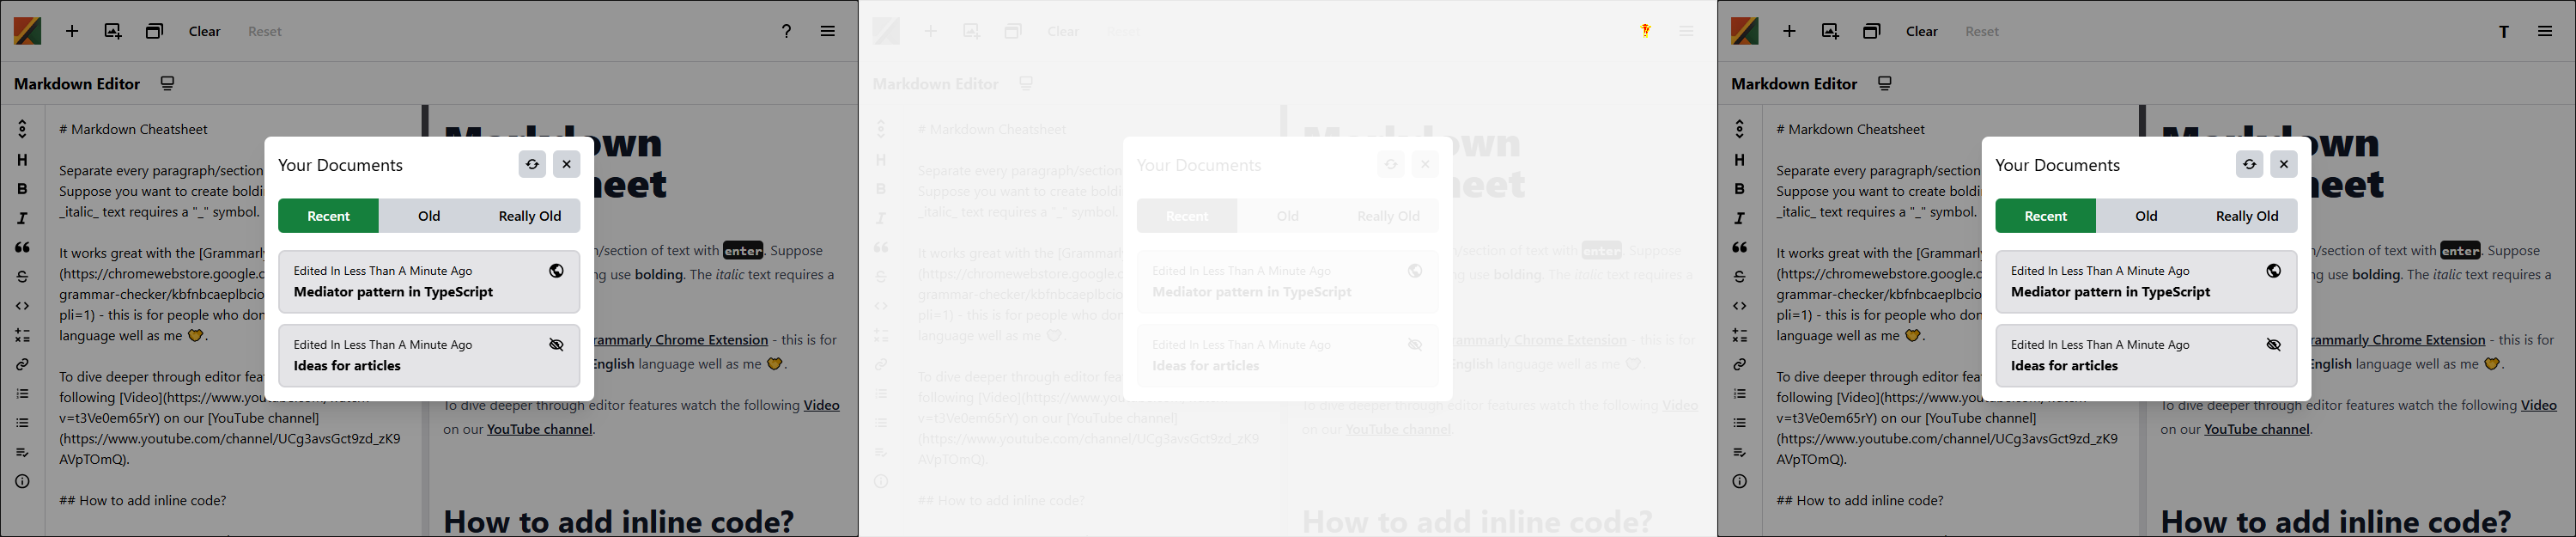 Clear Reset ?
Markdown Editor
# Markdown Cheatsheet
Separate every paragraph/section
Suppose you want to create boldi
_italic_ text requires a "_" symbol.
It works great with the [Grammarly
(https://chromewebstore.google.c
grammar-checker/kbfnbcaeplbcio
pli=1) - this is for people who don
language well as me
To dive deeper through editor fea
following [Video](https://www.you
v=t3Ve0em65rY) on our [YouTube channel]
(https://www.youtube.com/channel/UCg3avsGct9zd_zK9
AVpTOmQ).
## How to add inline code?
H
B
I
Your Documents
Recent Old Really Old
Edited In Less Than A Minute Ago
Mediator pattern in TypeScript
Edited In Less Than A Minute Ago
Ideas for articles
/section of text with enter. Suppose
ng use bolding. The italic text requires a
rammarly Chrome Extension - this is for
English language well as me
To dive deeper through editor features watch the following Video
on our YouTube channel.
How to add inline code?
Clear
Markdown Editor
# Markdown Cheatsheet
Separate every paragraph/section
Suppose you want to create boldi
_italic_ text requires a "_" symbol.
It works great with the [Grammarly
(https://chromewebstore.google.c
grammar-checker/kbfnbcaeplbcio
pli=1) - this is for people who don
language well as me
To dive deeper through editor fea
v=t3Ve0em65rY) on our [YouTube channel]
(https://www.youtube.com/channel/UCg3avsGct9zd_zK9
AVpTOmQ).
## How to add inline code?
Your Documents
Recent Old Really Old
Edited In Less Than A Minute Ago
Mediator pattern in TypeScript
Edited In Less Than A Minute Ago
Ideas for articles
/section of text with enter. Suppose
ng use bolding. The italic text requires a
rammarly Chrome Extension - this is for
English language well as me
To dive deeper through editor features watch the following Video
on our YouTube channel.
How to add inline code?
Clear Reset T
Markdown Editor
# Markdown Cheatsheet
Separate every paragraph/section
Suppose you want to create boldi
_italic_ text requires a "_" symbol.
It works great with the [Grammarly
(https://chromewebstore.google.c
grammar-checker/kbfnbcaeplbcio
pli=1) - this is for people who don
language well as me
To dive deeper through editor fea
following [Video](https://www.you
v=t3Ve0em65rY) on our [YouTube channel]
(https://www.youtube.com/channel/UCg3avsGct9zd_zK9
AVpTOmQ).
## How to add inline code?
H
B
I
Your Documents
Recent Old Really Old
Edited In Less Than A Minute Ago
Mediator pattern in TypeScript
Edited In Less Than A Minute Ago
Ideas for articles
/section of text with enter. Suppose
ng use bolding. The italic text requires a
rammarly Chrome Extension - this is for
English language well as me
To dive deeper through editor features watch the following Video
on our YouTube channel.
How to add inline code?